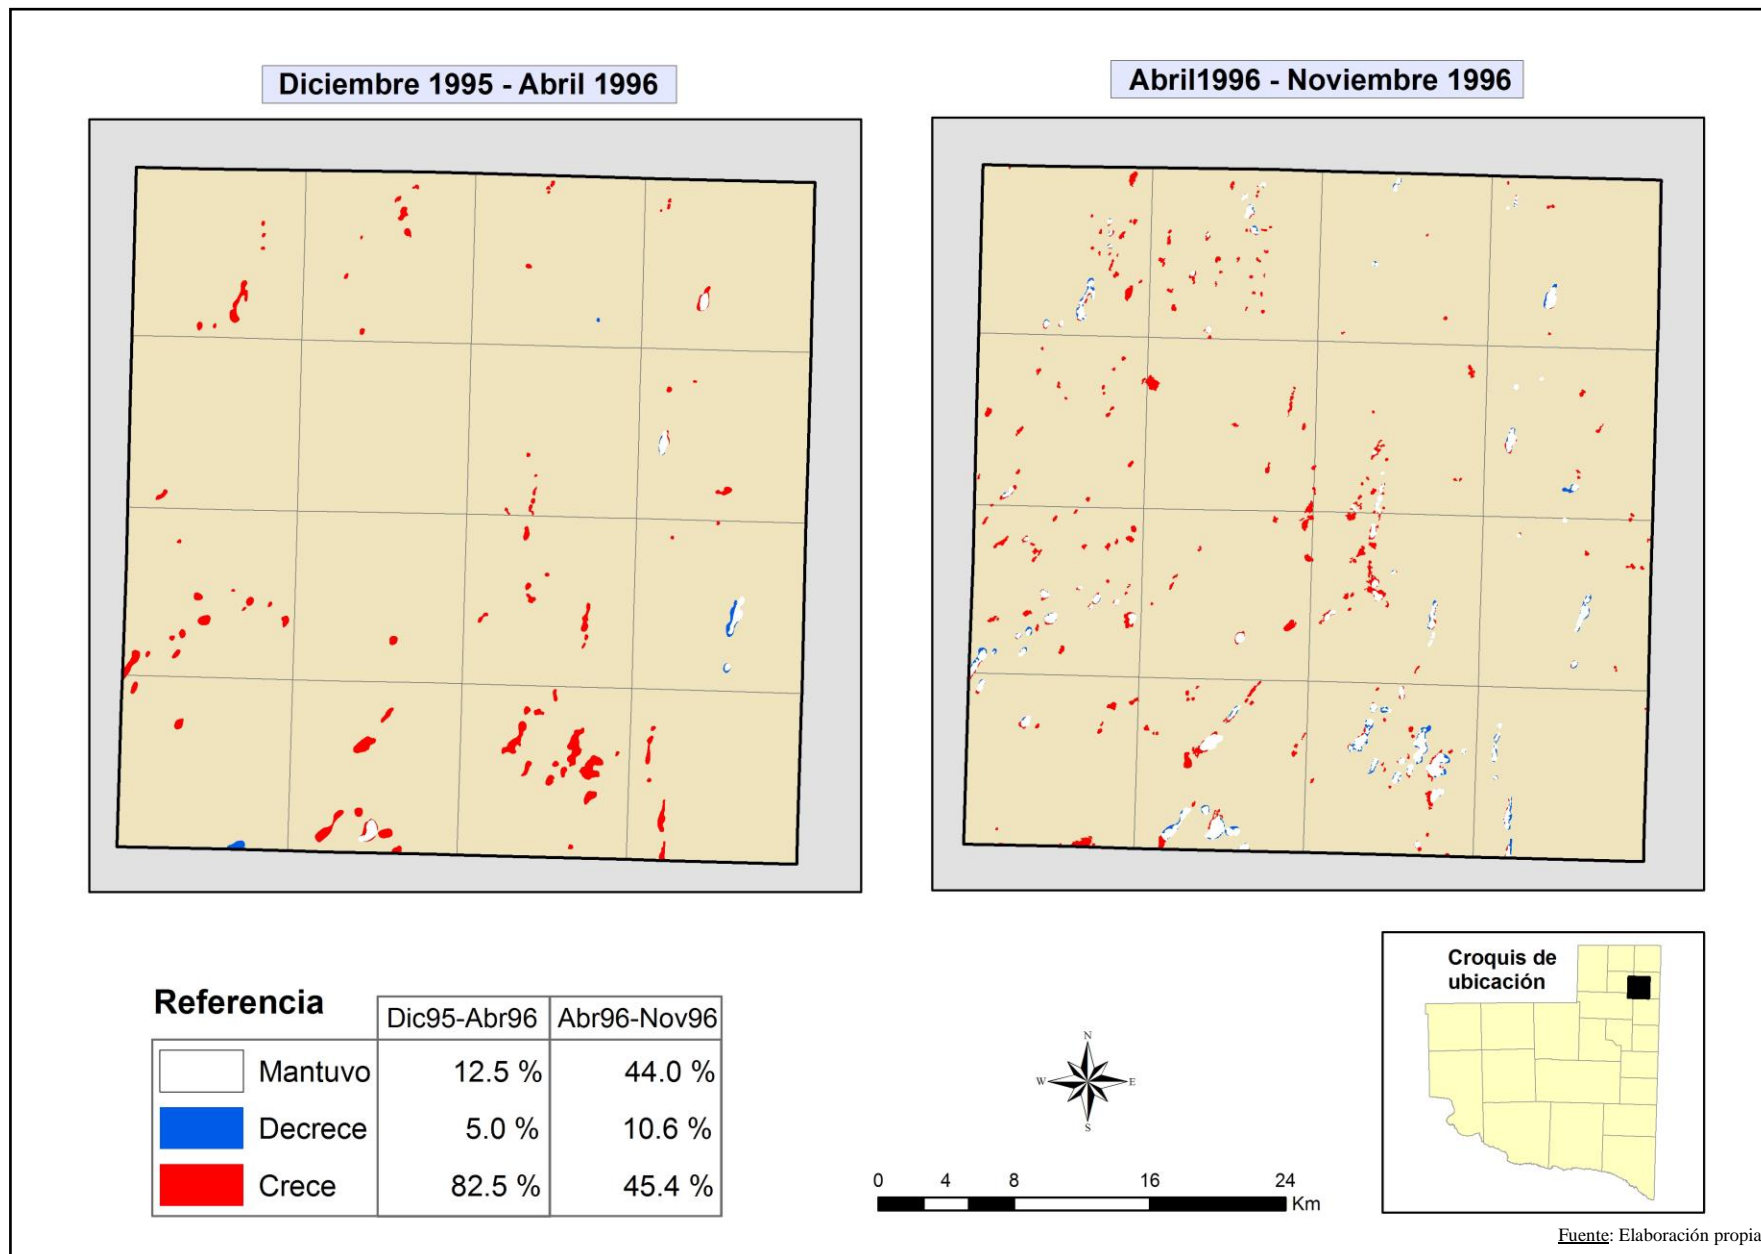 Diciembre 1995 - Abril 1996
Abril1996 - Noviembre 1996
Referencia
Dic95-Abr96 Abr96-Nov96
Mantuvo 12.5 % 44.0 %
Decrece 5.0 % 10.6 %
Crece 82.5 % 45.4 %
N
W E
S
0 4 8 16 24
Km
Croquis de
ubicación
Fuente: Elaboración propia